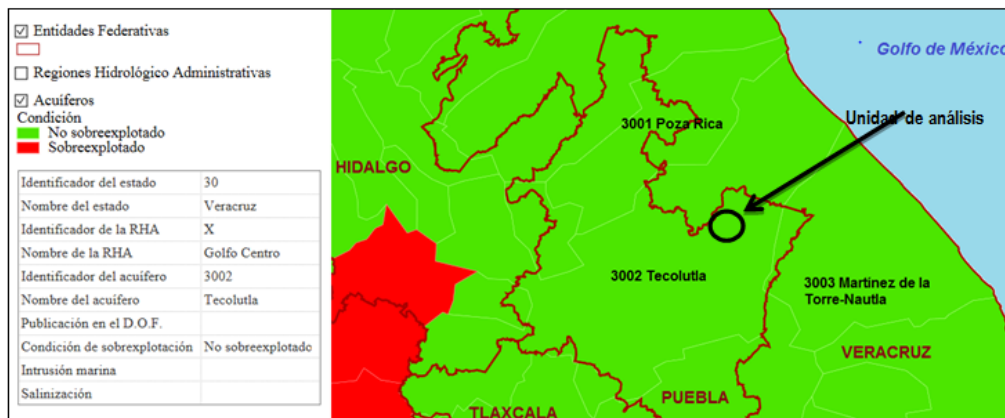 Entidades Federativas
Regiones Hidrológico Administrativas
Acuíferos
Condición
No sobreexplotado
Sobreexplotado
Identificador del estado 30
Nombre del estado Veracruz
Identificador de la RHA X
Nombre de la RHA Golfo Centro
Identificador del acuífero 3002
Nombre del acuifero Tecolutla
Publicación en el D.O.F.
Condición de sobrexplotación No sobreexplotado
Intrusión marina
Salinización
Golfo de México
3001 Poza Rica
Unidad de análisis
HIDALGO
3002 Tecolutla
3003 Martínez de la
Torre-Nautla
VERACRUZ
PUEBLA
TLAXCALA